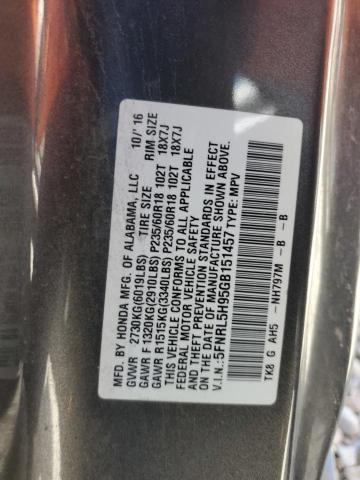 MFD. BY HONDA MFG. OF ALABAMA, LLC 10/'16
GVWR 2730KG(6019LBS) TIRE SIZE RIM SIZE
GAWR F 1320KG(2910LBS) P235/60R18 102T 18X7J
GAWR R 1515KG(3340LBS) P235/60R18 102T 18X7J
THIS VEHICLE CONFORMS TO ALL APPLICABLE
FEDERAL MOTOR VEHICLE SAFETY
AND THEFT PREVENTION STANDARDS IN EFFECT
ON THE DATE OF MANUFACTURE SHOWN ABOVE.
V.I.N.:5FNRL5H95GB151457 TYPE: MPV
TK8 G AH5 -NH797M -B -B